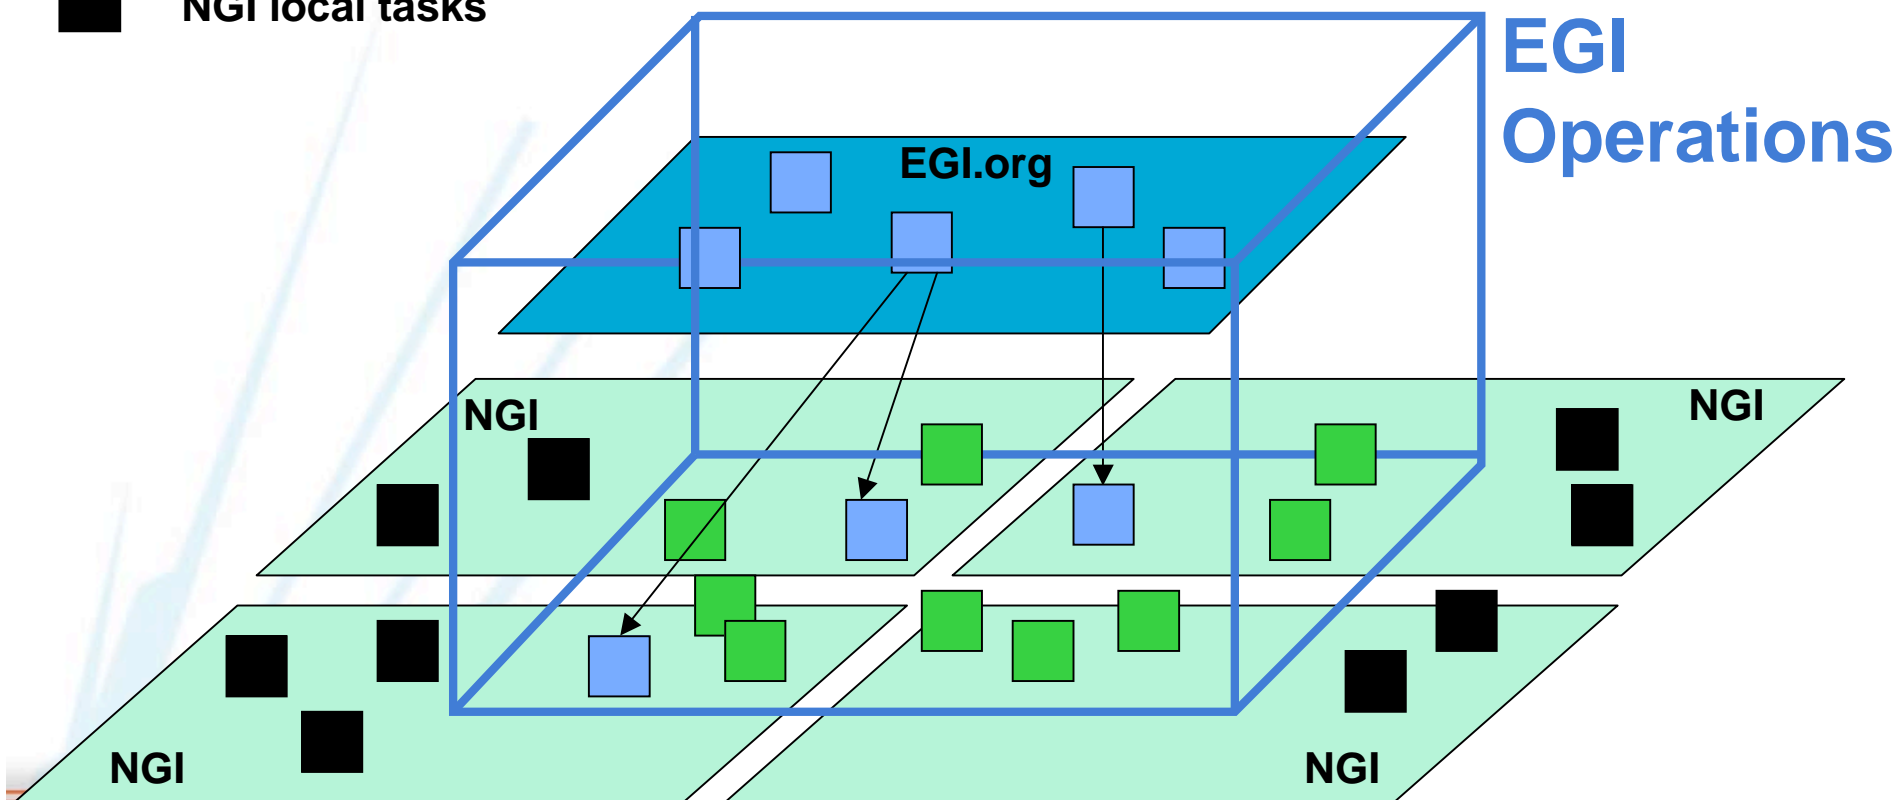 NGI local tasks
EGI
Operations
EGI.org
NGI
NGI
NGI
NGI